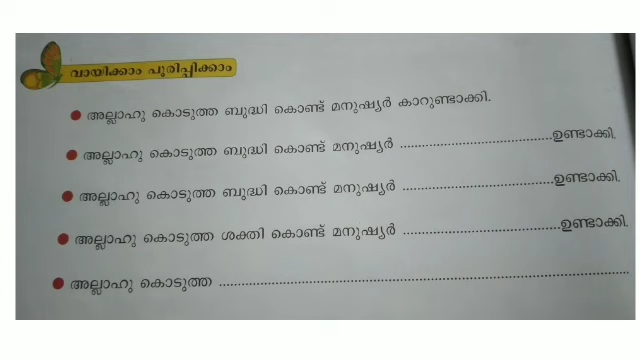 വായിക്കാം പൂരിപ്പിക്കാം
അല്ലാഹു കൊടുത്ത ബുദ്ധി കൊണ്ട് മനുഷ്യർ കാറുണ്ടാക്കി.
അല്ലാഹു കൊടുത്ത ബുദ്ധി കൊണ്ട് മനുഷ്യർ ........................................ഉണ്ടാക്കി.
അല്ലാഹു കൊടുത്ത ബുദ്ധി കൊണ്ട് മനുഷ്യർ ........................................ഉണ്ടാക്കി.
അല്ലാഹു കൊടുത്ത ശക്തി കൊണ്ട് മനുഷ്യർ ........................................ഉണ്ടാക്കി.
അല്ലാഹു കൊടുത്ത ................................................................................